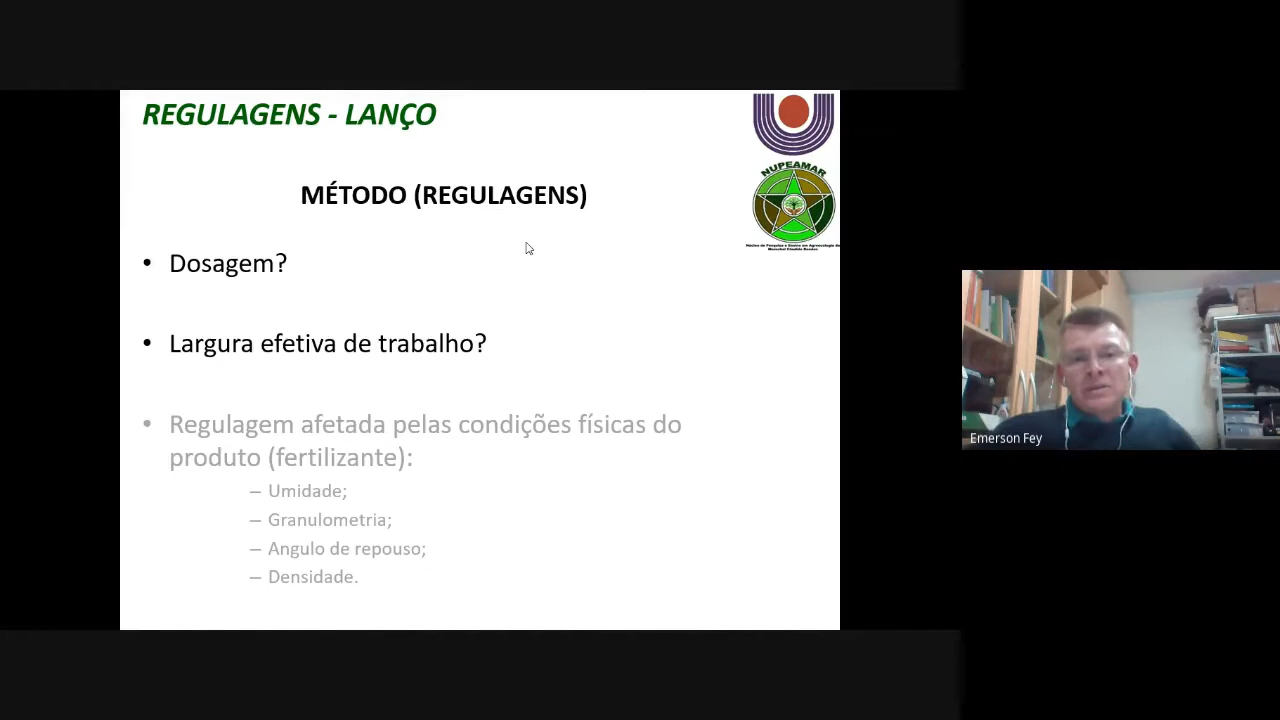 REGULAGENS - LANÇO
NUPEAMAR
MÉTODO (REGULAGENS)
• Dosagem?
• Largura efetiva de trabalho?
• Regulagem afetada pelas condições físicas do
produto (fertilizante):
– Umidade;
– Granulometria;
– Angulo de repouso;
– Densidade.
Emerson Fey